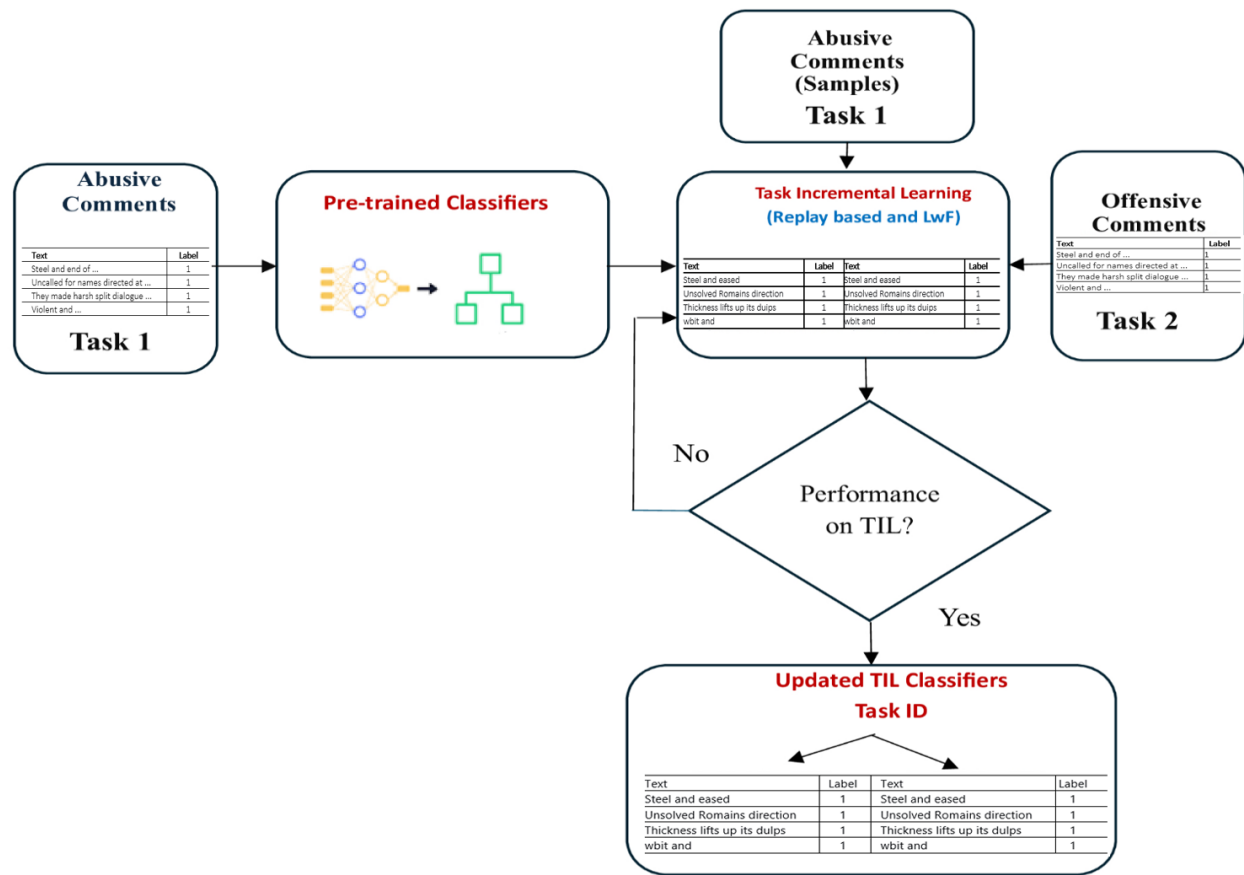 Abusive
Comments
(Samples)
Task 1
Abusive
Comments
Text Label
Steel and end of ... 1
Uncalled for names directed at ... 1
They made harsh split dialogue ... 1
Violent and ... 1
Task 1
Pre-trained Classifiers
Task Incremental Learning
(Replay based and LwF)
Text Label Text Label
Steel and eased 1 Steel and eased 1
Unsolved Romains direction 1 Unsolved Romains direction 1
Thickness lifts up its duips 1 Thickness lifts up its duips 1
wbit and 1 wbit and 1
Offensive
Comments
Text Label
Steel and end of ... 1
Uncalled for names directed at ... 1
They made harsh split dialogue ... 1
Violent and ... 1
Task 2
No
Performance
on TIL?
Yes
Updated TIL Classifiers
Task ID
Text Label Text Label
Steel and eased 1 Steel and eased 1
Unsolved Romains direction 1 Unsolved Romains direction 1
Thickness lifts up its dulps 1 Thickness lifts up its dulps 1
wbit and 1 wbit and 1